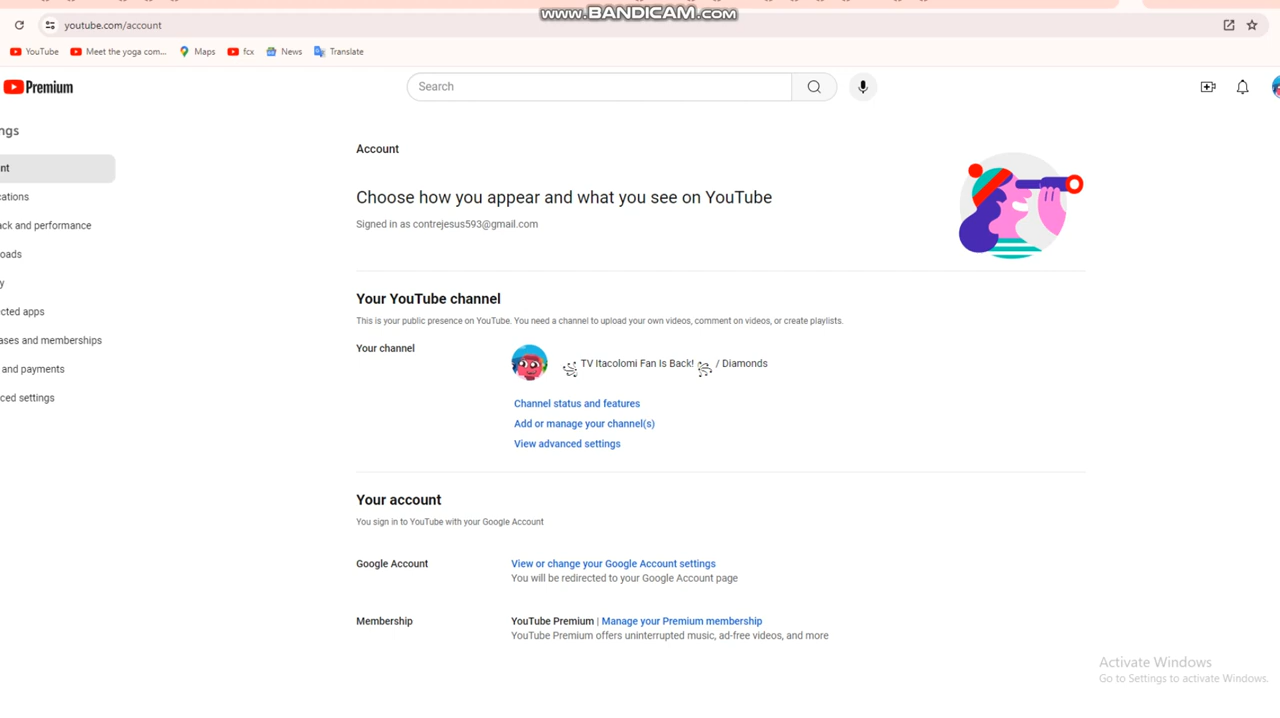 www.BANDICAM.com
youtube.com/account
YouTube Meet the yoga com... Maps fcx News Translate
Premium
Search
ngs
nt
cations
ack and performance
oads
y
cted apps
ases and memberships
and payments
ced settings
Account
Choose how you appear and what you see on YouTube
Signed in as contrejesus593@gmail.com
Your YouTube channel
This is your public presence on YouTube. You need a channel to upload your own videos, comment on videos, or create playlists.
Your channel
TV Itacolomi Fan Is Back! / Diamonds
Channel status and features
Add or manage your channel(s)
View advanced settings
Your account
You sign in to YouTube with your Google Account
Google Account
View or change your Google Account settings
You will be redirected to your Google Account page
Membership
YouTube Premium | Manage your Premium membership
YouTube Premium offers uninterrupted music, ad-free videos, and more
Activate Windows
Go to Settings to activate Windows.